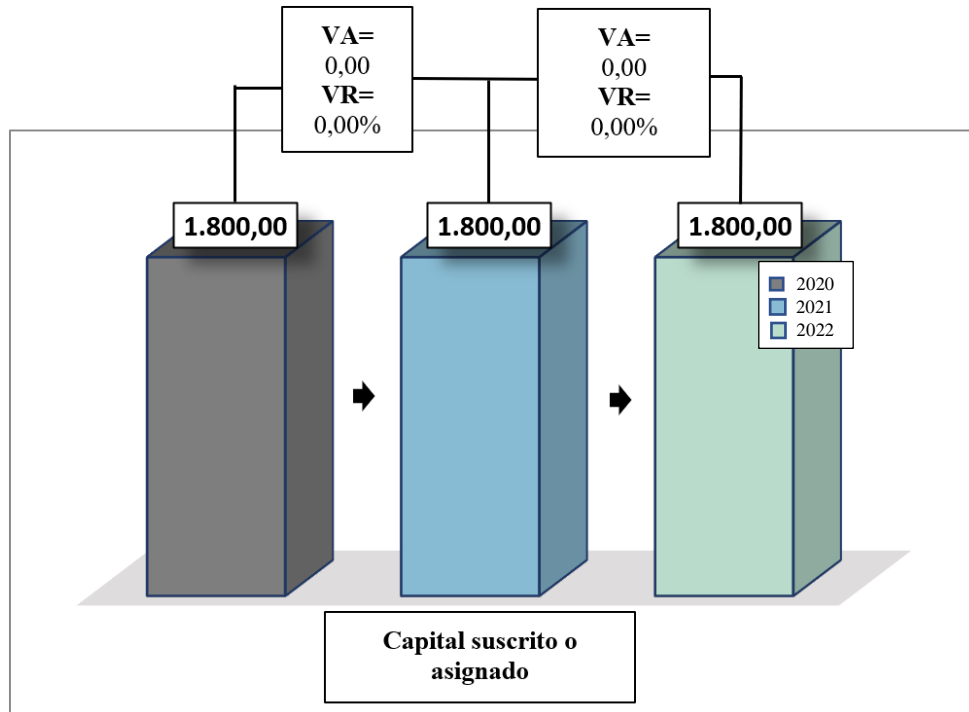 VA=
0,00
VR=
0,00%
VA=
0,00
VR=
0,00%
1.800,00
1.800,00
1.800,00
2020
2021
2022
Capital suscrito o
asignado